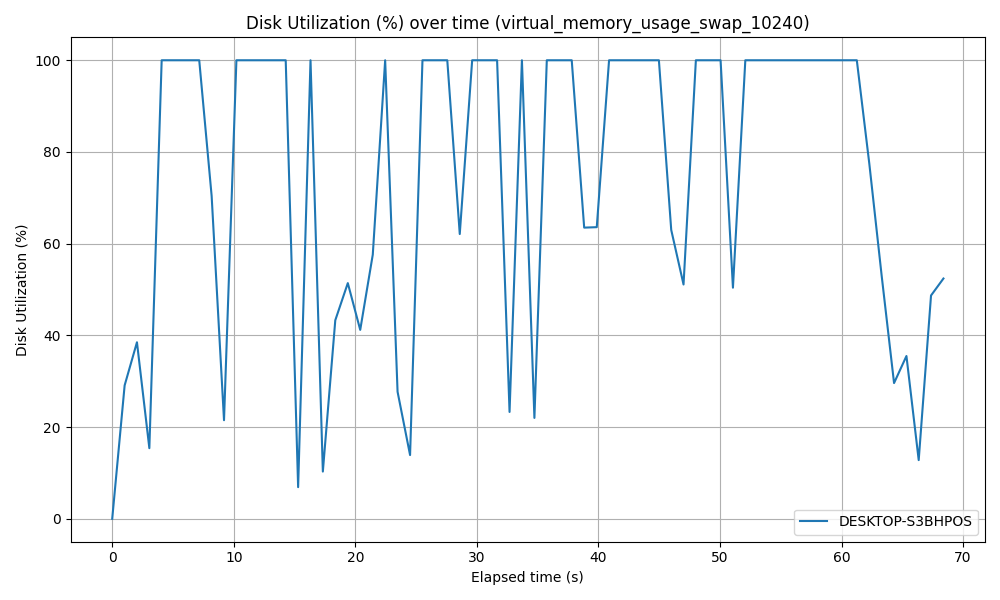 Disk Utilization (%) over time (virtual_memory_usage_swap_10240)
Disk Utilization (%)
100
80
60
40
20
0
0 10 20 30 40 50 60 70
Elapsed time (s)
DESKTOP-S3BHPOS